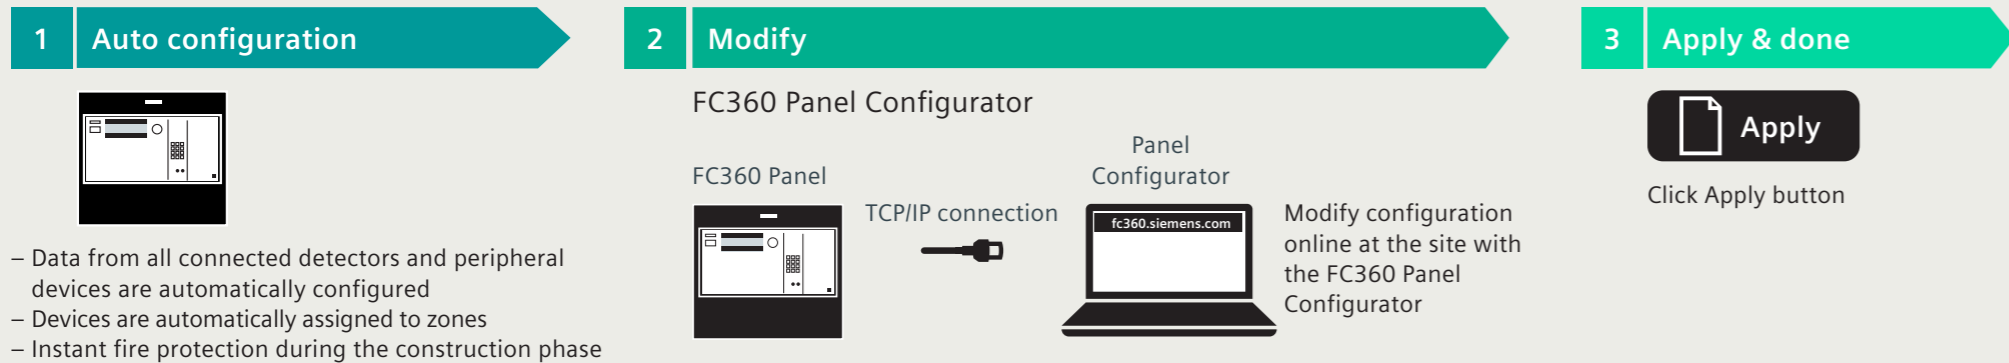 1 Auto configuration
– Data from all connected detectors and peripheral
devices are automatically configured
– Devices are automatically assigned to zones
– Instant fire protection during the construction phase
2 Modify
FC360 Panel Configurator
FC360 Panel
TCP/IP connection
Panel
Configurator
fc360.siemens.com
Modify configuration
online at the site with
the FC360 Panel
Configurator
3 Apply & done
Apply
Click Apply button